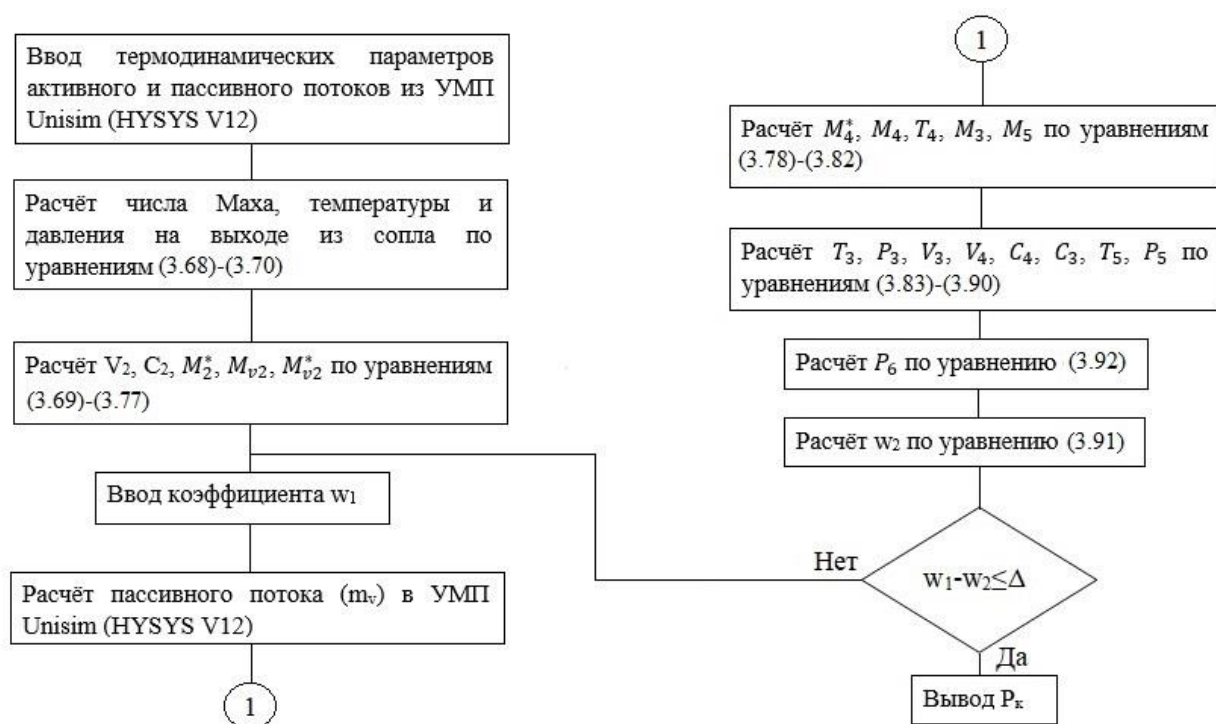 Ввод термодинамических параметров
активного и пассивного потоков из УМП
Unisim (HYSYS V12)
Расчёт числа Маха, температуры и
давления на выходе из сопла по
уравнениям (3.68)-(3.70)
Расчёт V₂, C₂, M₂*, Mᵥ₂, Mᵥ₂* по уравнениям
(3.69)-(3.77)
Ввод коэффициента w₁
Расчёт пассивного потока (mᵥ) в УМП
Unisim (HYSYS V12)
1
1
Расчёт M₄*, M₄, T₄, M₃, M₅ по уравнениям
(3.78)-(3.82)
Расчёт T₃, P₃, V₃, V₄, C₄, C₃, T₅, P₅ по
уравнениям (3.83)-(3.90)
Расчёт P₆ по уравнению (3.92)
Расчёт w₂ по уравнению (3.91)
Нет
w₁-w₂≤Δ
Да
Вывод Pₖ